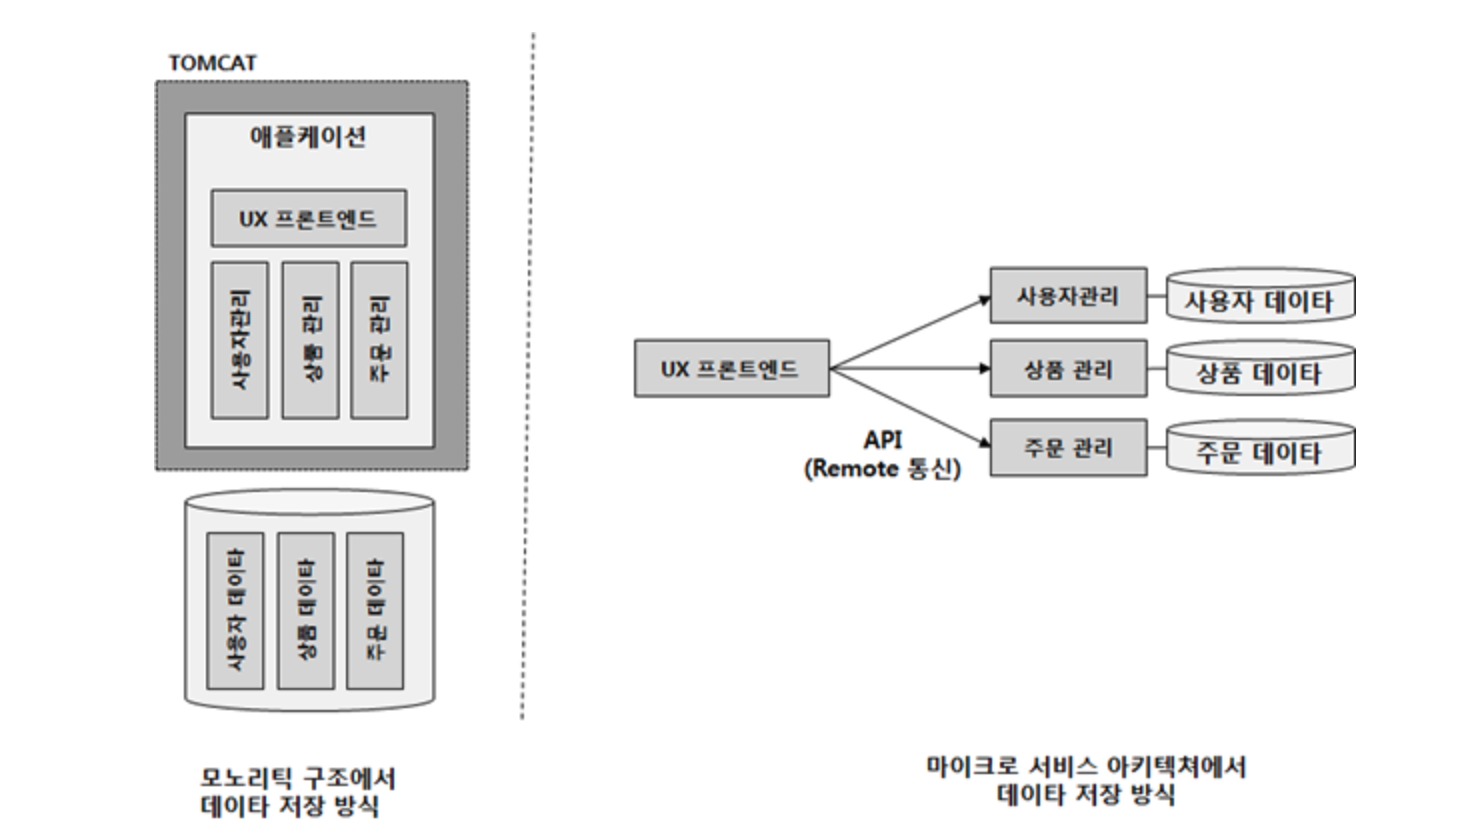 TOMCAT
애플케이션
UX 프론트엔드
사용자관리
상품 관리
주문 관리
사용자 데이타
상품 데이타
주문 데이타
모노리틱 구조에서
데이타 저장 방식
UX 프론트엔드
API
(Remote 통신)
사용자관리
사용자 데이타
상품 관리
상품 데이타
주문 관리
주문 데이타
마이크로 서비스 아키텍쳐에서
데이타 저장 방식